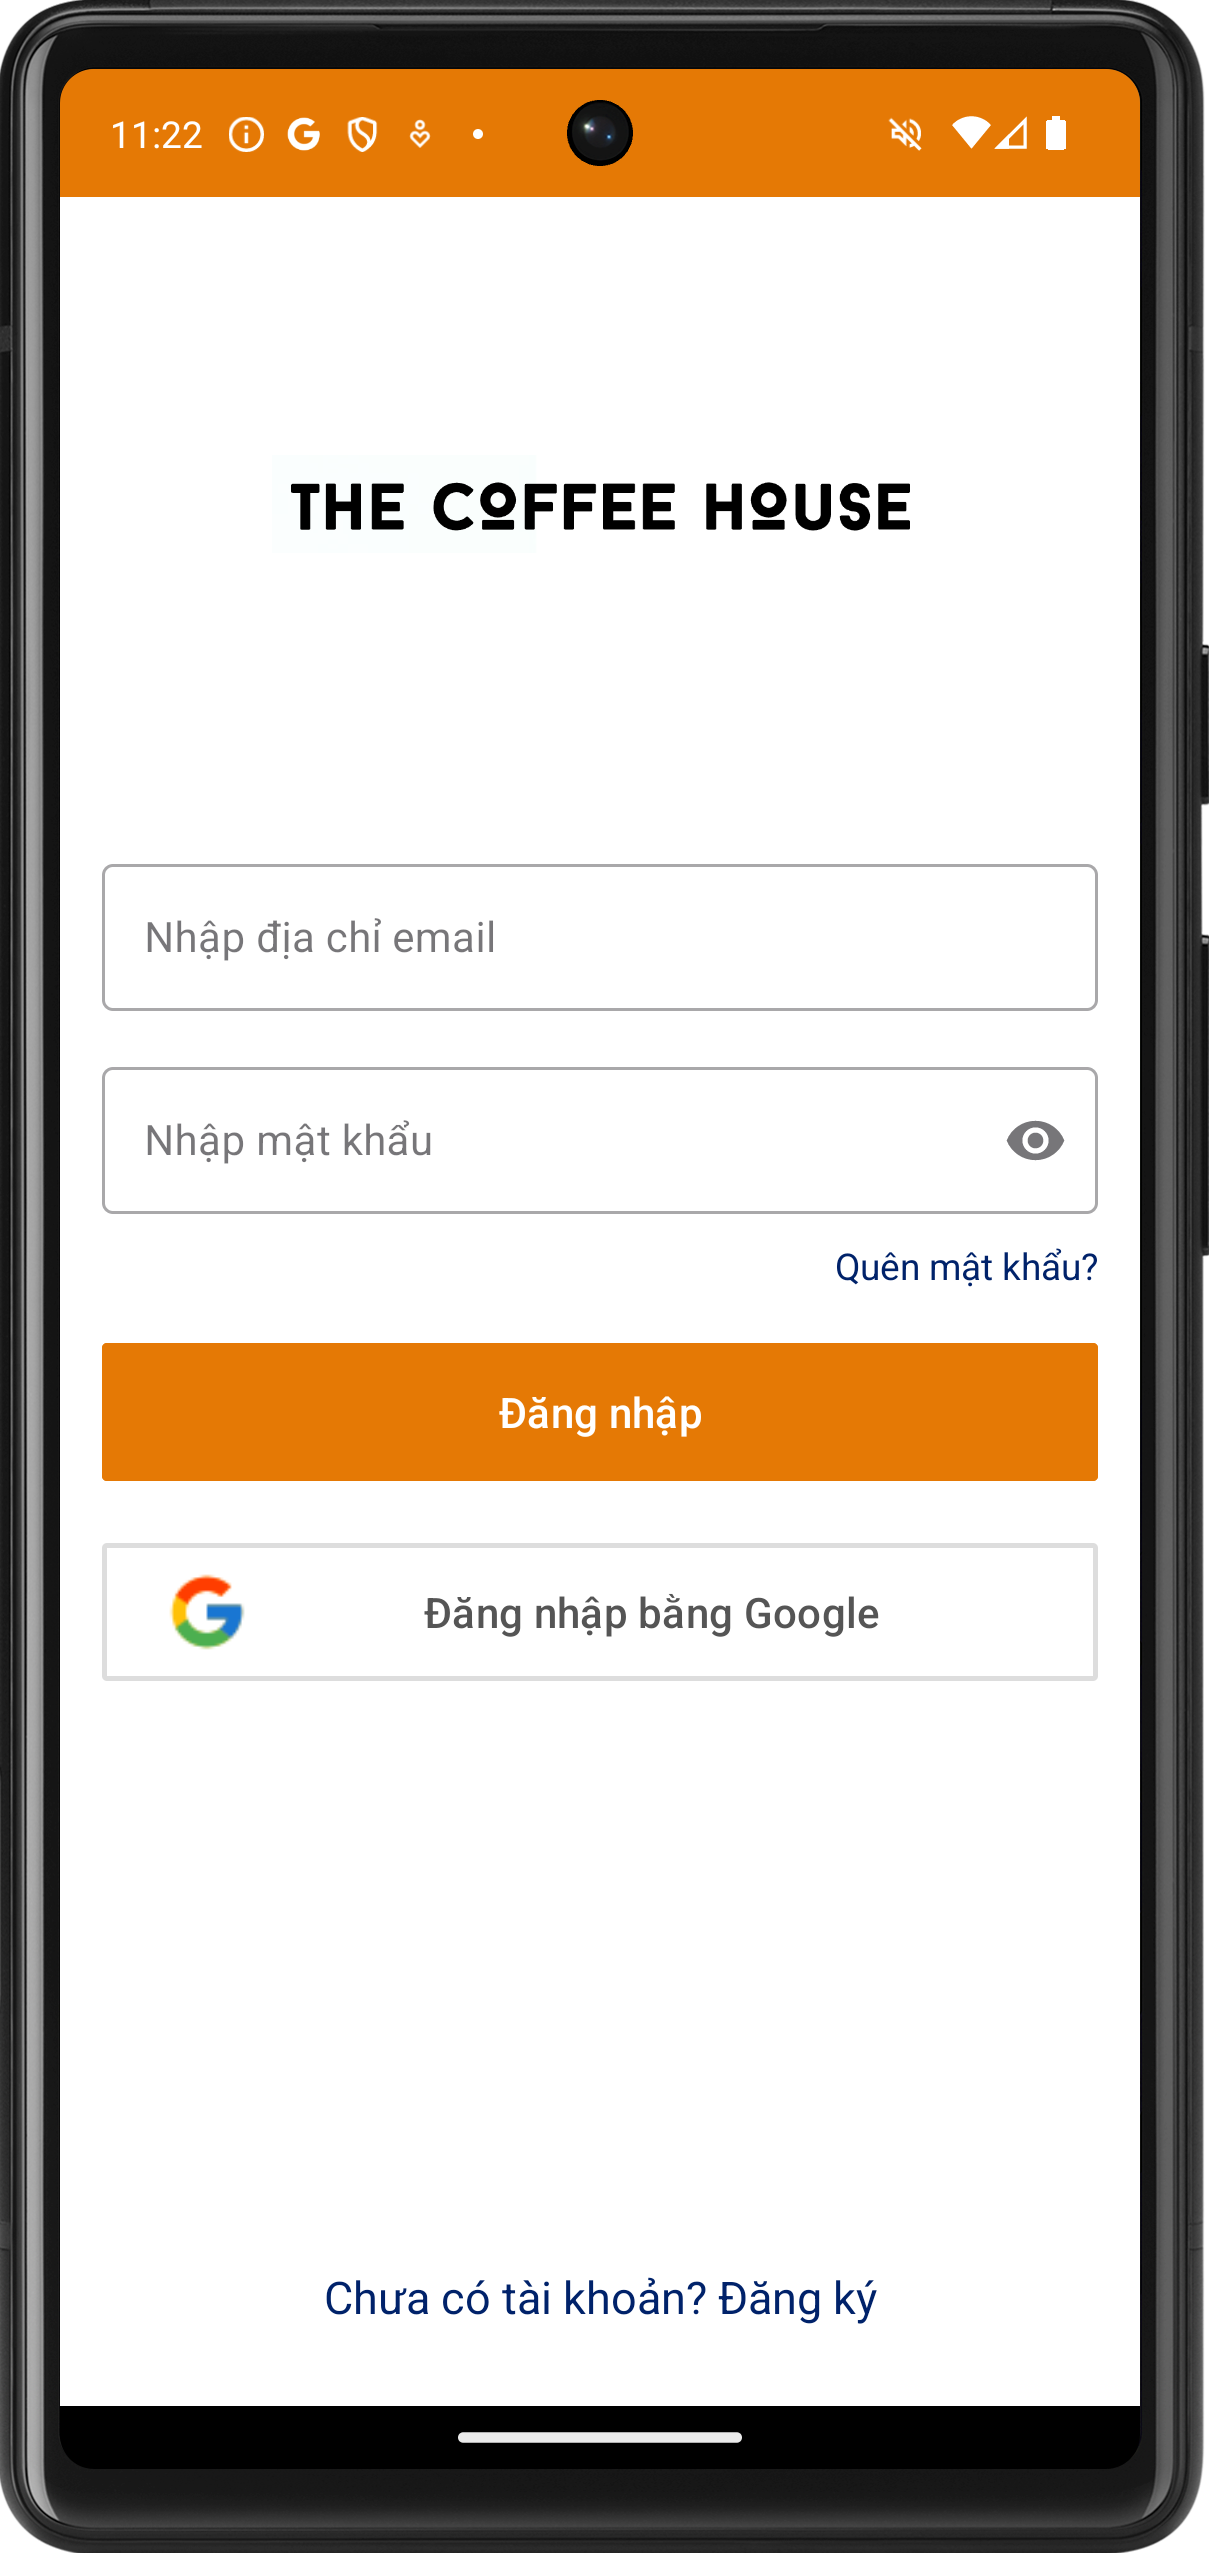 11:22
THE COFFEE HOUSE
Nhập địa chỉ email
Nhập mật khẩu
Quên mật khẩu?
Đăng nhập
Đăng nhập bằng Google
Chưa có tài khoản? Đăng ký